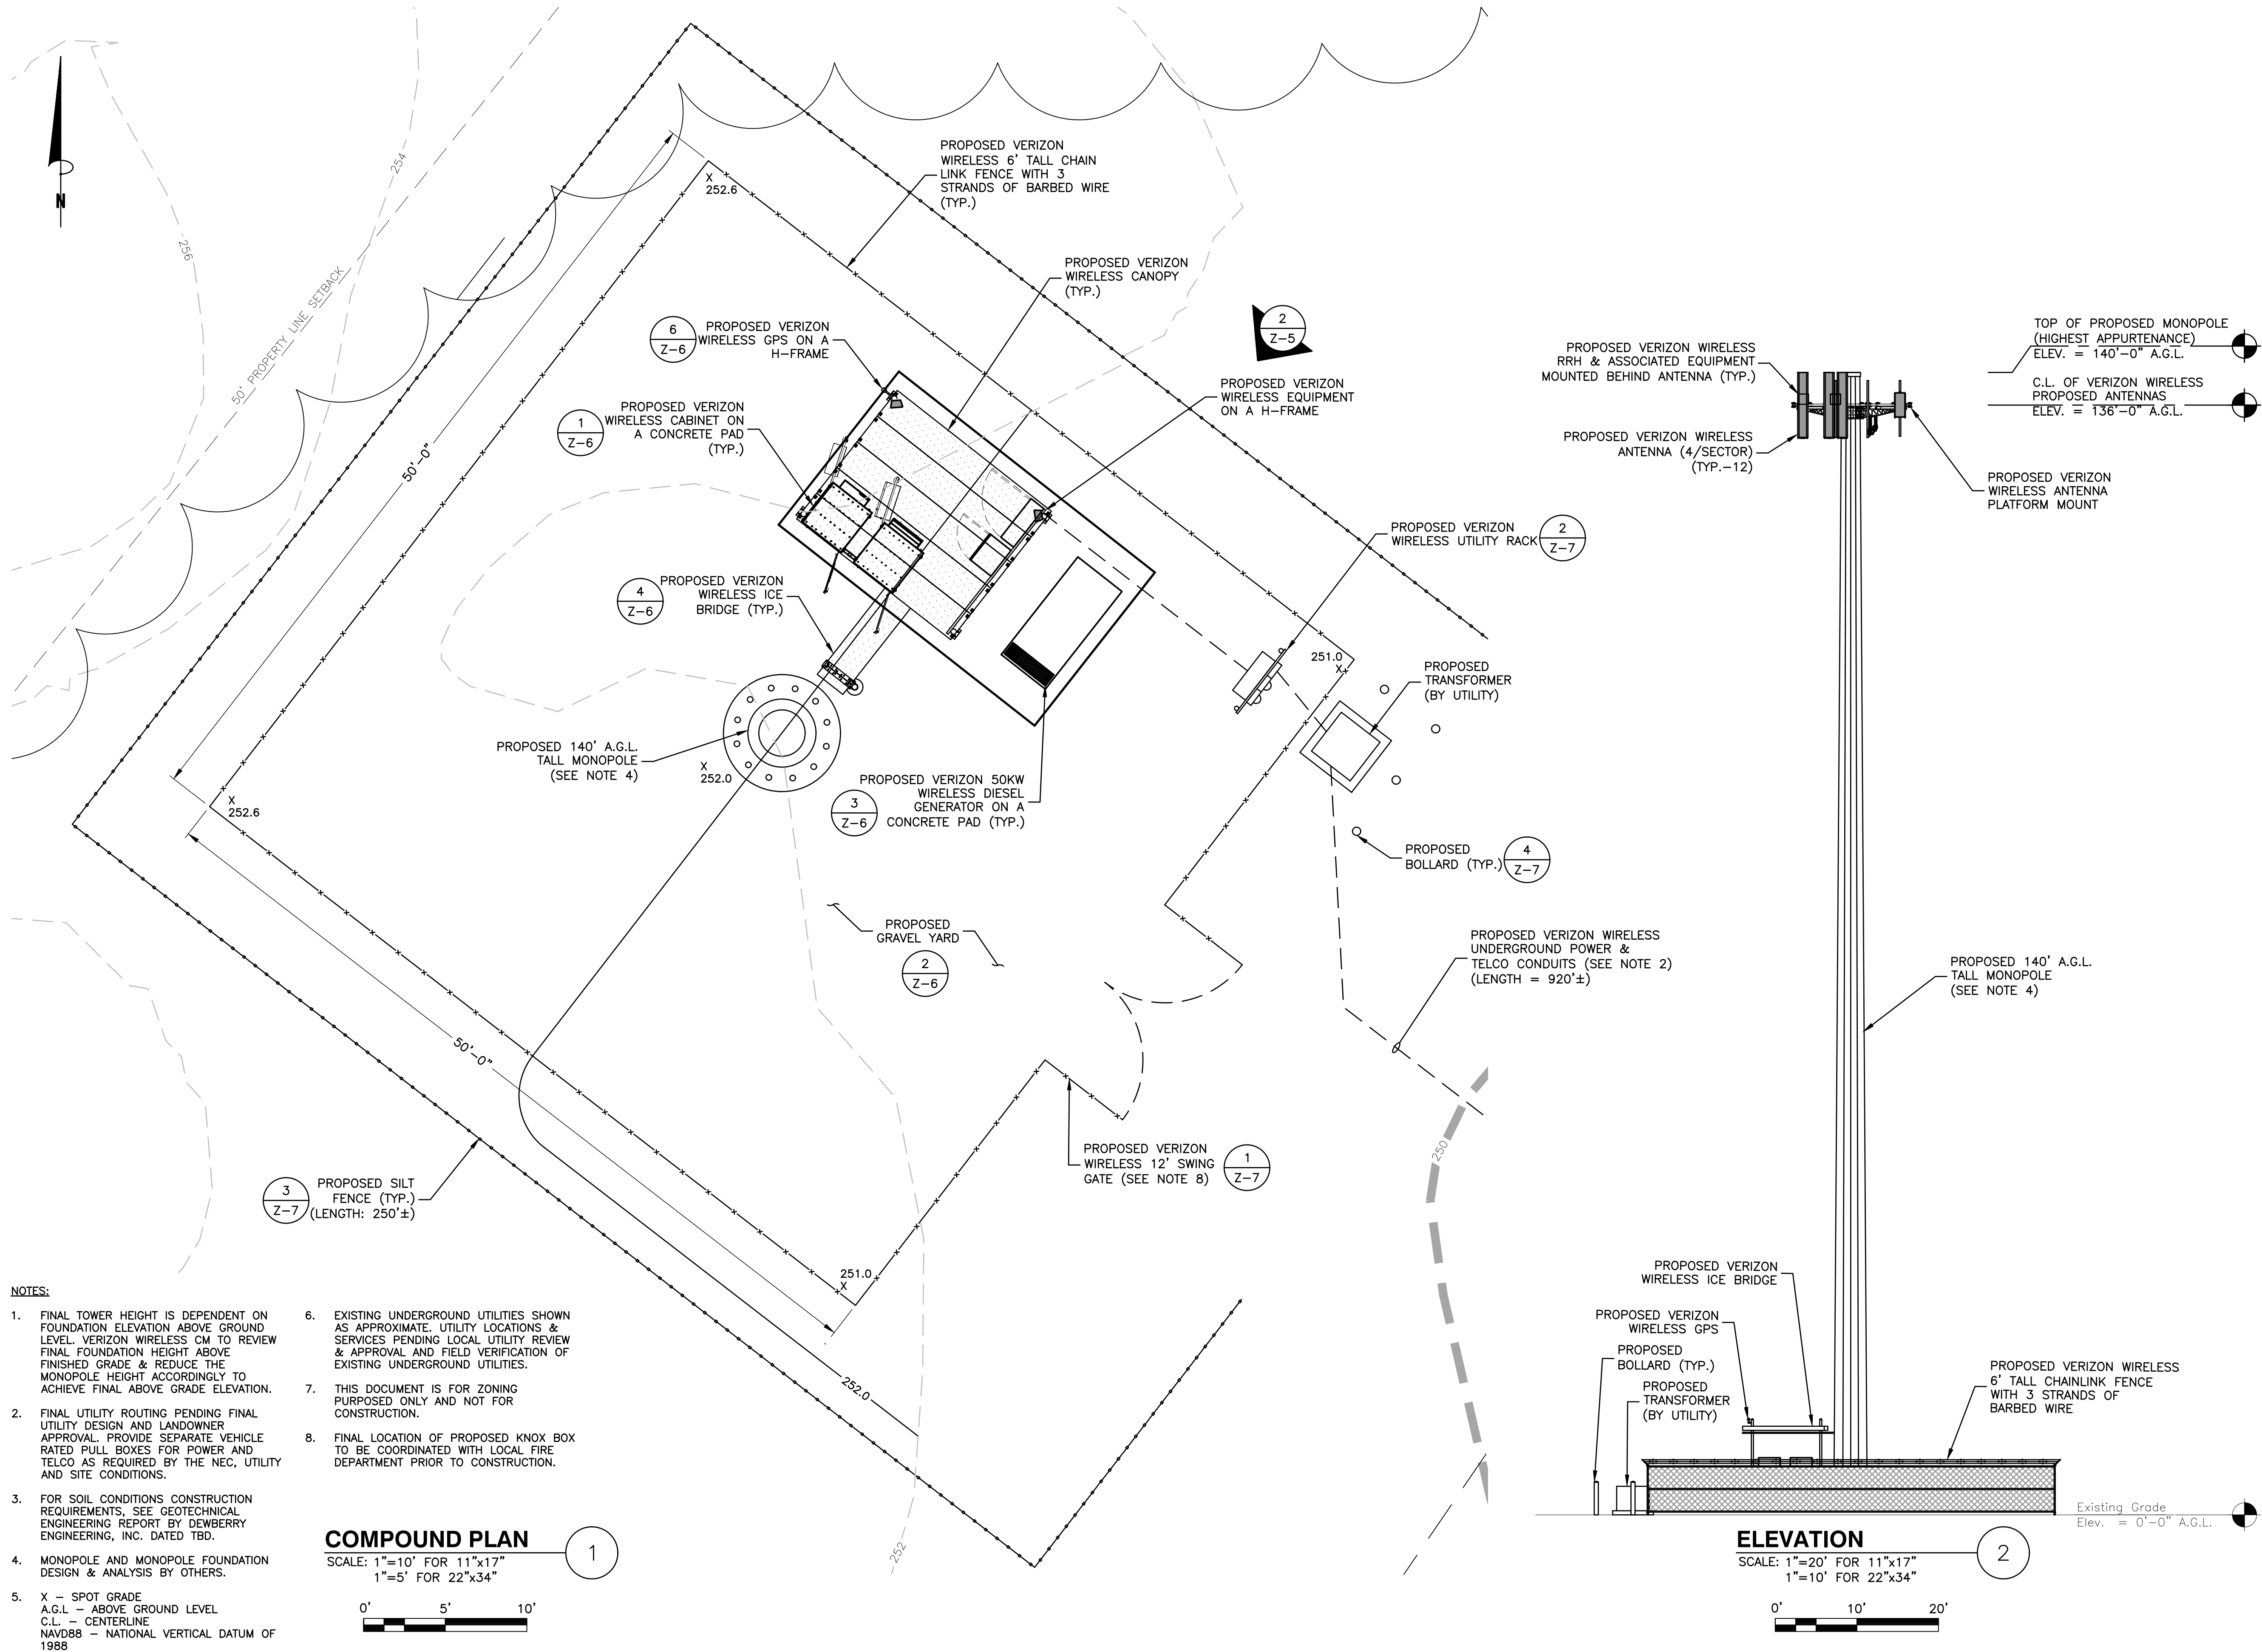 254
256
50' PROPERTY LINE SETBACK
N
X
252.6
PROPOSED VERIZON
WIRELESS 6' TALL CHAIN
LINK FENCE WITH 3
STRANDS OF BARBED WIRE
(TYP.)
PROPOSED VERIZON
WIRELESS CANOPY
(TYP.)
6
Z-6
PROPOSED VERIZON
WIRELESS GPS ON A
H-FRAME
2
Z-5
PROPOSED VERIZON
WIRELESS EQUIPMENT
ON A H-FRAME
1
Z-6
PROPOSED VERIZON
WIRELESS CABINET ON
A CONCRETE PAD
(TYP.)
50'-0"
PROPOSED VERIZON
WIRELESS UTILITY RACK
2
Z-7
4
Z-6
PROPOSED VERIZON
WIRELESS ICE
BRIDGE (TYP.)
251.0
X
PROPOSED
TRANSFORMER
(BY UTILITY)
PROPOSED 140' A.G.L.
TALL MONOPOLE
(SEE NOTE 4)
X
252.0
X
252.6
3
Z-6
PROPOSED VERIZON 50KW
WIRELESS DIESEL
GENERATOR ON A
CONCRETE PAD (TYP.)
PROPOSED
BOLLARD (TYP.)
4
Z-7
PROPOSED
GRAVEL YARD
2
Z-6
PROPOSED VERIZON WIRELESS
UNDERGROUND POWER &
TELCO CONDUITS (SEE NOTE 2)
(LENGTH = 920'±)
50'-0"
PROPOSED VERIZON
WIRELESS 12' SWING
GATE (SEE NOTE 8)
1
Z-7
250
3
Z-7
PROPOSED SILT
FENCE (TYP.)
(LENGTH: 250'±)
251.0
X
252.0
252
NOTES:
1. FINAL TOWER HEIGHT IS DEPENDENT ON
FOUNDATION ELEVATION ABOVE GROUND
LEVEL. VERIZON WIRELESS CM TO REVIEW
FINAL FOUNDATION HEIGHT ABOVE
FINISHED GRADE & REDUCE THE
MONOPOLE HEIGHT ACCORDINGLY TO
ACHIEVE FINAL ABOVE GRADE ELEVATION.
2. FINAL UTILITY ROUTING PENDING FINAL
UTILITY DESIGN AND LANDOWNER
APPROVAL. PROVIDE SEPARATE VEHICLE
RATED PULL BOXES FOR POWER AND
TELCO AS REQUIRED BY THE NEC, UTILITY
AND SITE CONDITIONS.
3. FOR SOIL CONDITIONS CONSTRUCTION
REQUIREMENTS, SEE GEOTECHNICAL
ENGINEERING REPORT BY DEWBERRY
ENGINEERING, INC. DATED TBD.
4. MONOPOLE AND MONOPOLE FOUNDATION
DESIGN & ANALYSIS BY OTHERS.
5. X – SPOT GRADE
A.G.L – ABOVE GROUND LEVEL
C.L. – CENTERLINE
NAVD88 – NATIONAL VERTICAL DATUM OF
1988
6. EXISTING UNDERGROUND UTILITIES SHOWN
AS APPROXIMATE. UTILITY LOCATIONS &
SERVICES PENDING LOCAL UTILITY REVIEW
& APPROVAL AND FIELD VERIFICATION OF
EXISTING UNDERGROUND UTILITIES.
7. THIS DOCUMENT IS FOR ZONING
PURPOSED ONLY AND NOT FOR
CONSTRUCTION.
8. FINAL LOCATION OF PROPOSED KNOX BOX
TO BE COORDINATED WITH LOCAL FIRE
DEPARTMENT PRIOR TO CONSTRUCTION.
COMPOUND PLAN
1
SCALE: 1"=10' FOR 11"x17"
1"=5' FOR 22"x34"
0' 5' 10'
TOP OF PROPOSED MONOPOLE
(HIGHEST APPURTENANCE)
ELEV. = 140'-0" A.G.L.
C.L. OF VERIZON WIRELESS
PROPOSED ANTENNAS
ELEV. = 136'-0" A.G.L.
PROPOSED VERIZON WIRELESS
RRH & ASSOCIATED EQUIPMENT
MOUNTED BEHIND ANTENNA (TYP.)
PROPOSED VERIZON WIRELESS
ANTENNA (4/SECTOR)
(TYP.-12)
PROPOSED VERIZON
WIRELESS ANTENNA
PLATFORM MOUNT
PROPOSED 140' A.G.L.
TALL MONOPOLE
(SEE NOTE 4)
PROPOSED VERIZON
WIRELESS ICE BRIDGE
PROPOSED VERIZON
WIRELESS GPS
PROPOSED
BOLLARD (TYP.)
PROPOSED
TRANSFORMER
(BY UTILITY)
PROPOSED VERIZON WIRELESS
6' TALL CHAINLINK FENCE
WITH 3 STRANDS OF
BARBED WIRE
Existing Grade
Elev. = 0'-0" A.G.L.
ELEVATION
2
SCALE: 1"=20' FOR 11"x17"
1"=10' FOR 22"x34"
0' 10' 20'